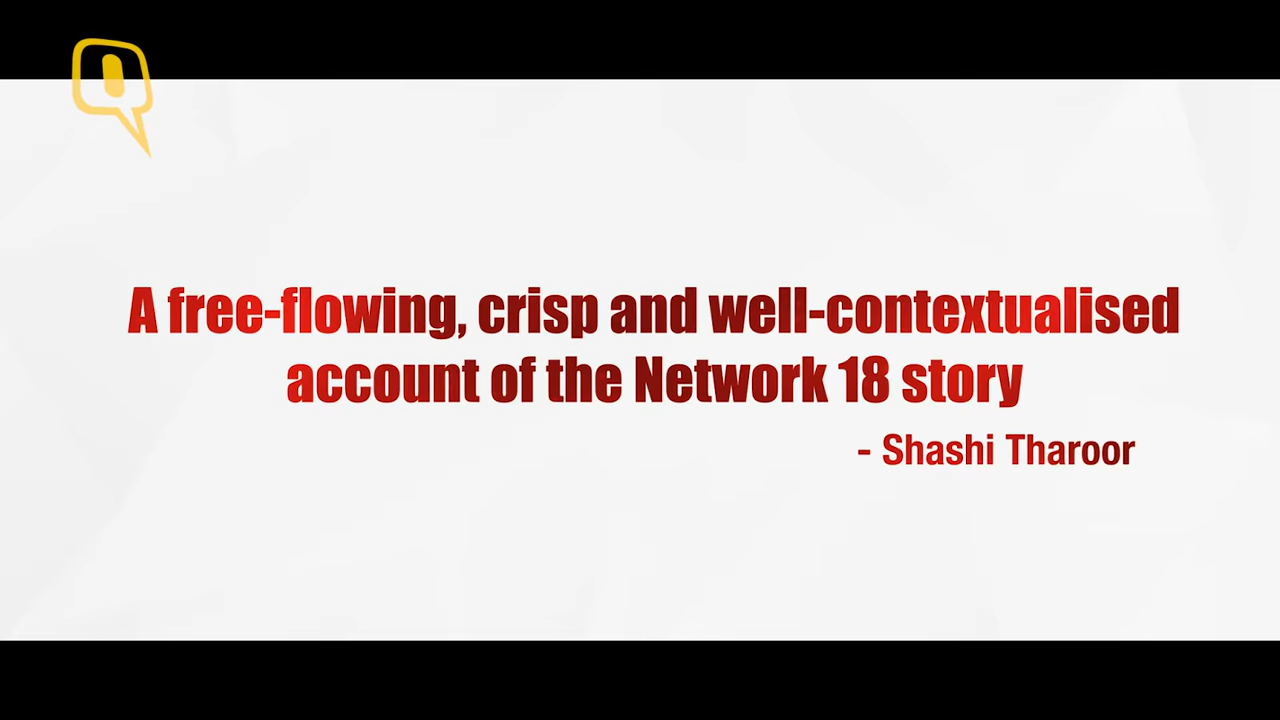 A free-flowing, crisp and well-contextualised
account of the Network 18 story
- Shashi Tharoor